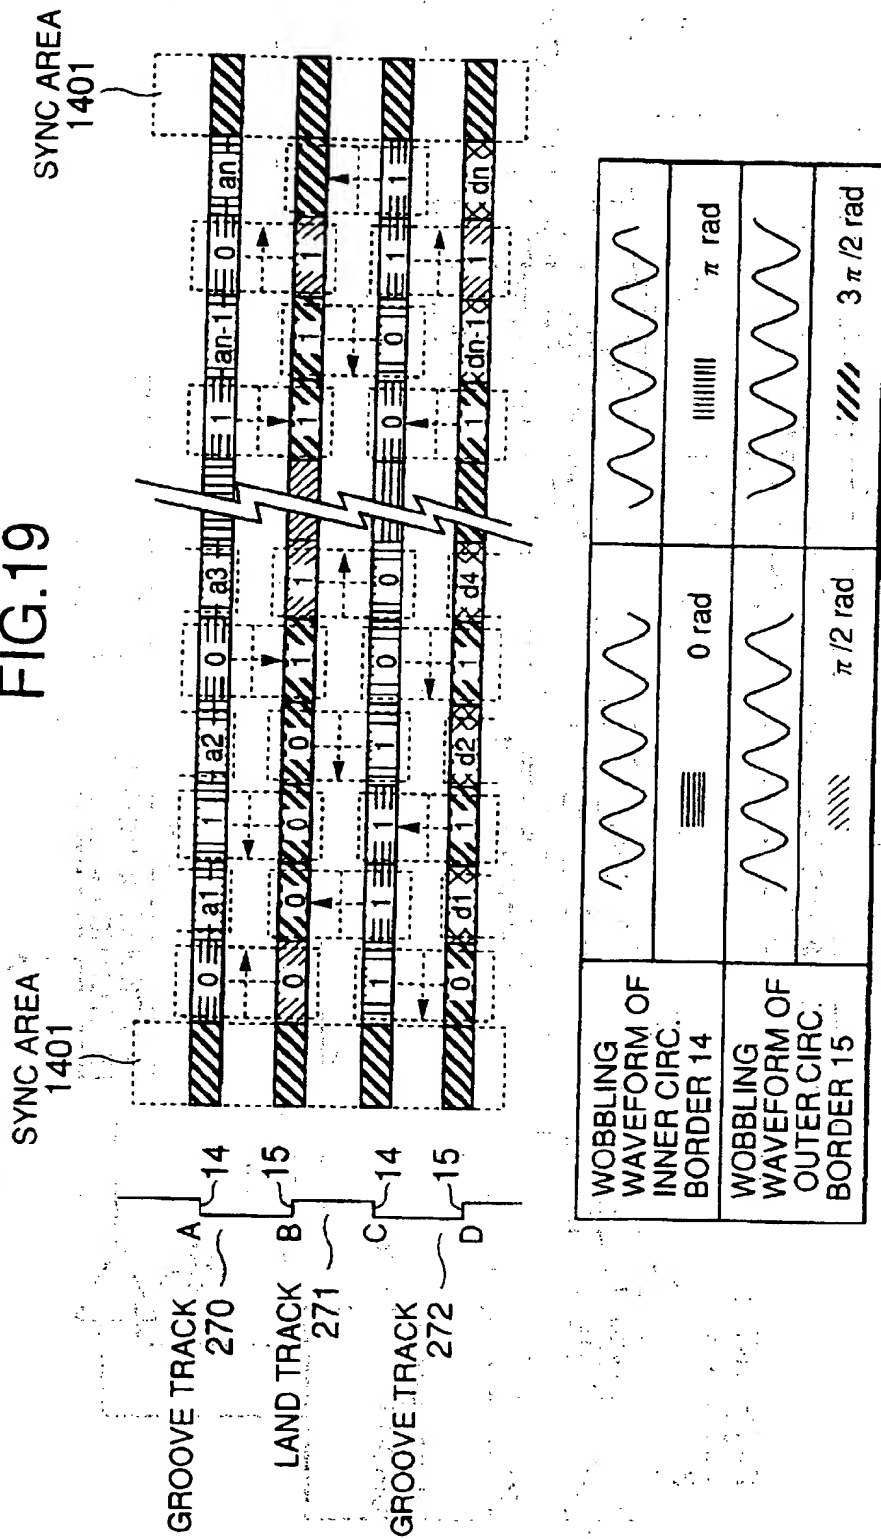 FIG.19
SYNC AREA
1401
SYNC AREA
1401
GROOVE TRACK
270
LAND TRACK
271
GROOVE TRACK
272
A 14
B 15
C 14
D 15
0 a1 1 a2 0 a3 1 an-1 0 an
0 0 0 0 1 1 1 1 1
1 1 1 1 0 0 0 0 1 1
0 d1 1 d2 1 d4 1 dn-1 1 dn
WOBBLING
WAVEFORM OF
INNER CIRC.
BORDER 14
0 rad
π rad
WOBBLING
WAVEFORM OF
OUTER CIRC.
BORDER 15
π/2 rad
3π/2 rad